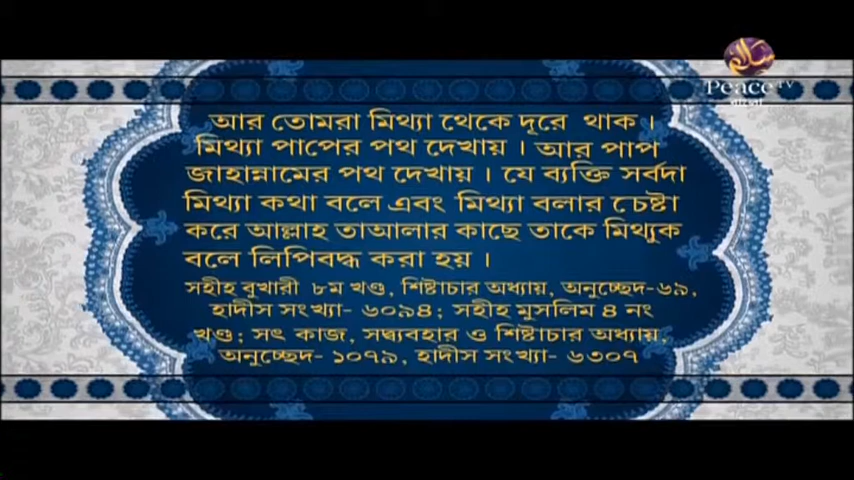 سلام
Peace TV
বাংলা
আর তোমরা মিথ্যা থেকে দূরে থাক ।
মিথ্যা পাপের পথ দেখায় । আর পাপ
জাহান্নামের পথ দেখায় । যে ব্যক্তি সর্বদা
মিথ্যা কথা বলে এবং মিথ্যা বলার চেষ্টা
করে আল্লাহ তাআলার কাছে তাকে মিথ্যুক
বলে লিপিবদ্ধ করা হয় ।
সহীহ বুখারী ৮ম খণ্ড, শিষ্টাচার অধ্যায়, অনুচ্ছেদ-৬৯,
হাদীস সংখ্যা- ৬০৯৪; সহীহ মুসলিম ৪ নং
খণ্ড; সৎ কাজ, সদ্ব্যবহার ও শিষ্টাচার অধ্যায়,
অনুচ্ছেদ- ১০৭৯, হাদীস সংখ্যা- ৬৩০৭